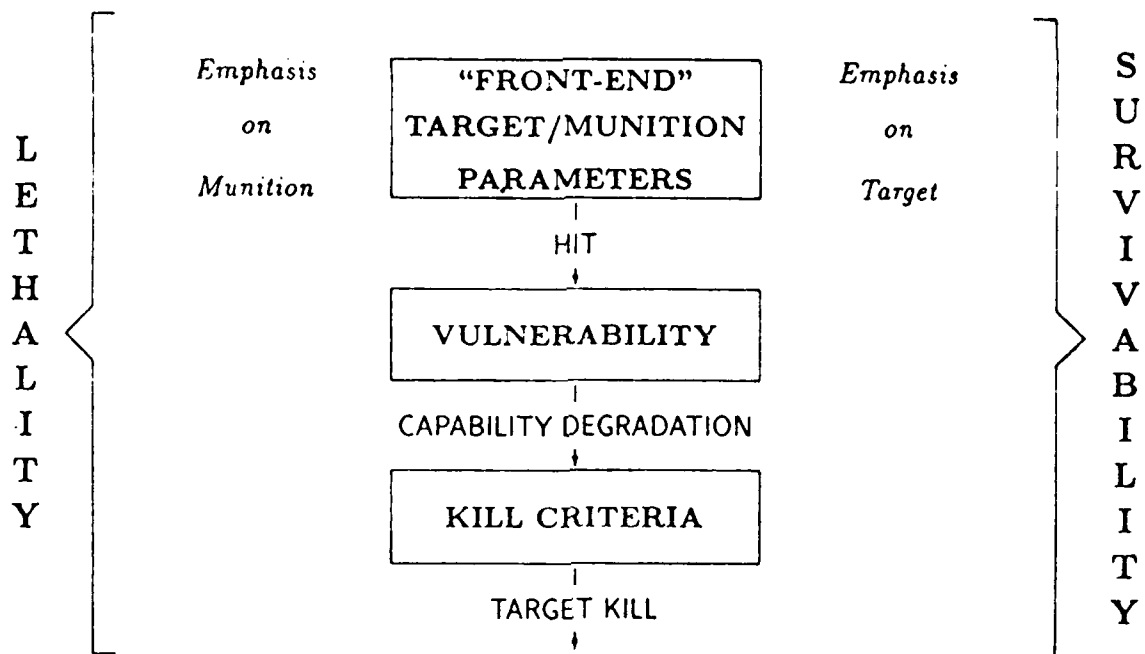 LETHALITY
Emphasis
on
Munition
“FRONT-END”
TARGET/MUNITION
PARAMETERS
Emphasis
on
Target
SURVIVABILITY
HIT
VULNERABILITY
CAPABILITY DEGRADATION
KILL CRITERIA
TARGET KILL